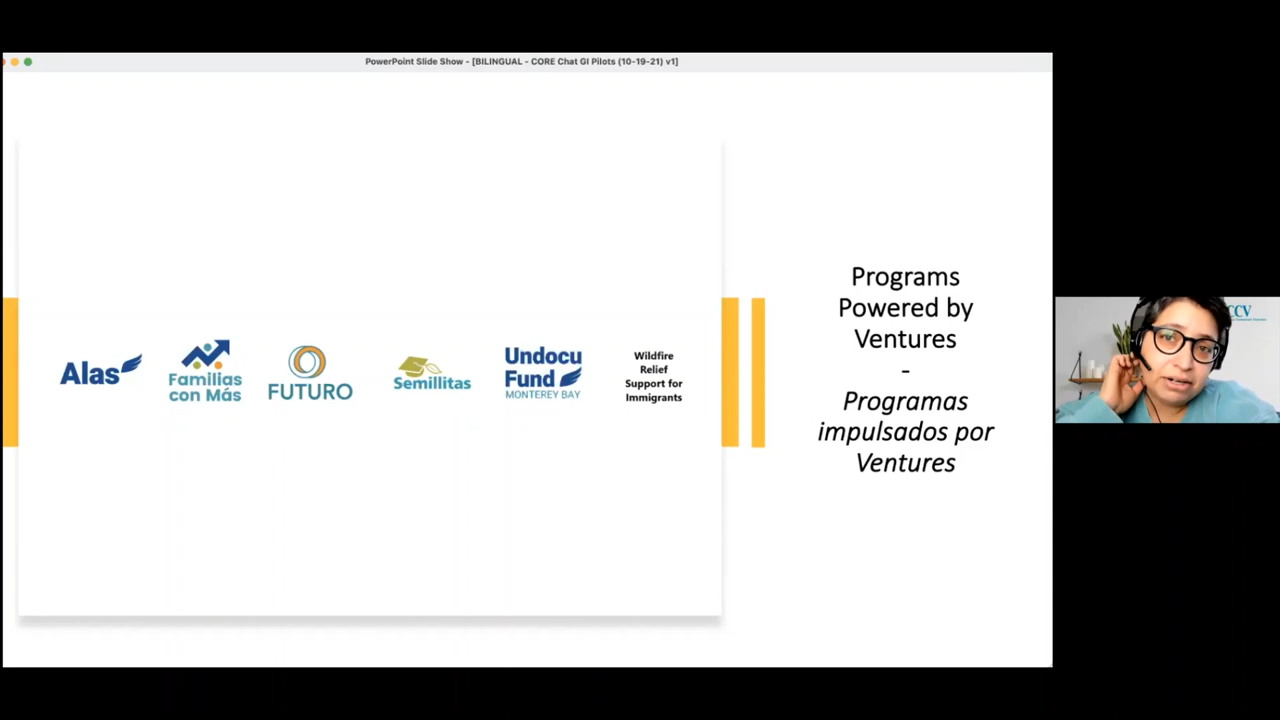 PowerPoint Slide Show - [BILINGUAL - CORE Chat GI Pilots (10-19-21) v1]
Alas
Familias
con Más
FUTURO
Semillitas
Undocu
Fund
MONTEREY BAY
Wildfire
Relief
Support for
Immigrants
Programs
Powered by
Ventures
-
Programas
impulsados por
Ventures
CCV